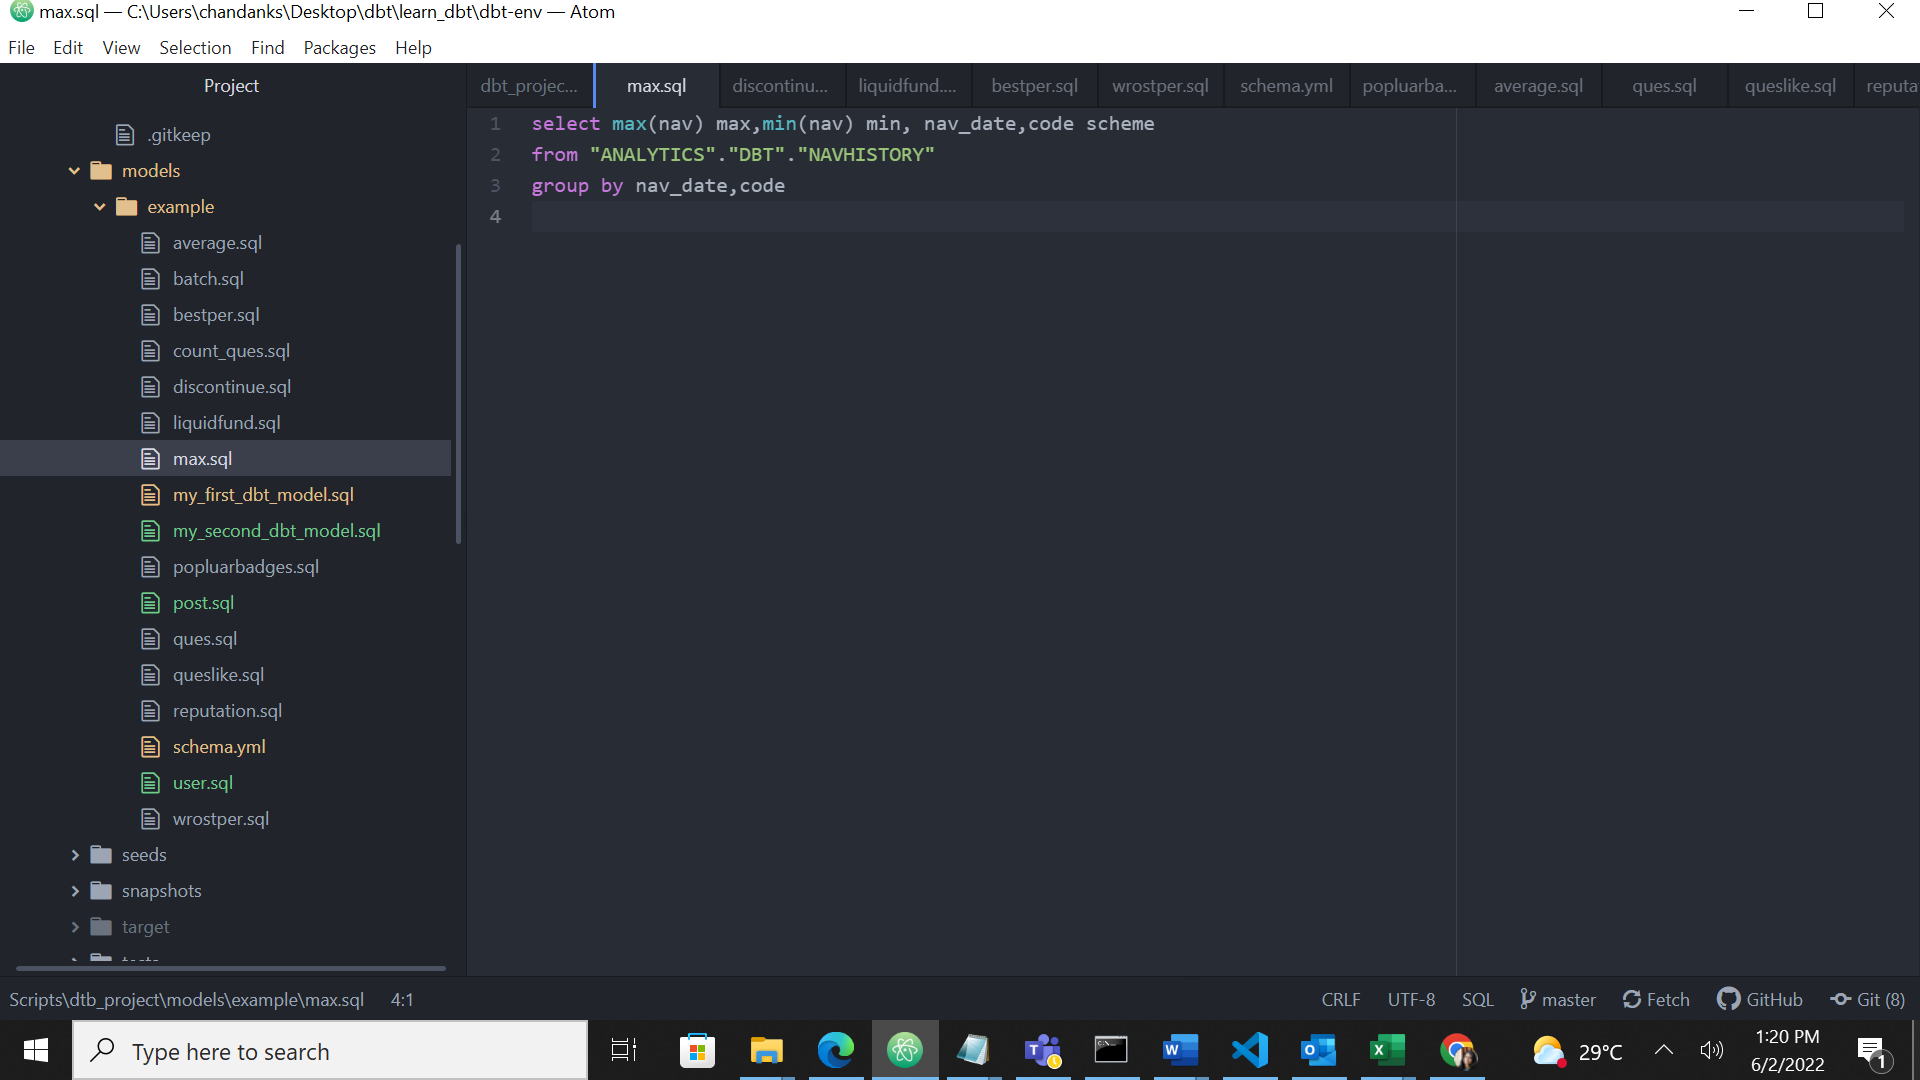 max.sql — C:\Users\chandanks\Desktop\dbt\learn_dbt\dbt-env — Atom
File Edit View Selection Find Packages Help
Project
dbt_projec... max.sql discontinu... liquidfund.... bestper.sql wrostper.sql schema.yml popluarba... average.sql ques.sql queslike.sql reputa
.gitkeep
models
example
average.sql
batch.sql
bestper.sql
count_ques.sql
discontinue.sql
liquidfund.sql
max.sql
my_first_dbt_model.sql
my_second_dbt_model.sql
popluarbadges.sql
post.sql
ques.sql
queslike.sql
reputation.sql
schema.yml
user.sql
wrostper.sql
seeds
snapshots
target
1 select max(nav) max,min(nav) min, nav_date,code scheme
2 from "ANALYTICS"."DBT"."NAVHISTORY"
3 group by nav_date,code
4
Scripts\dtb_project\models\example\max.sql 4:1 CRLF UTF-8 SQL master Fetch GitHub Git (8)
Type here to search
29°C
1:20 PM
6/2/2022
1